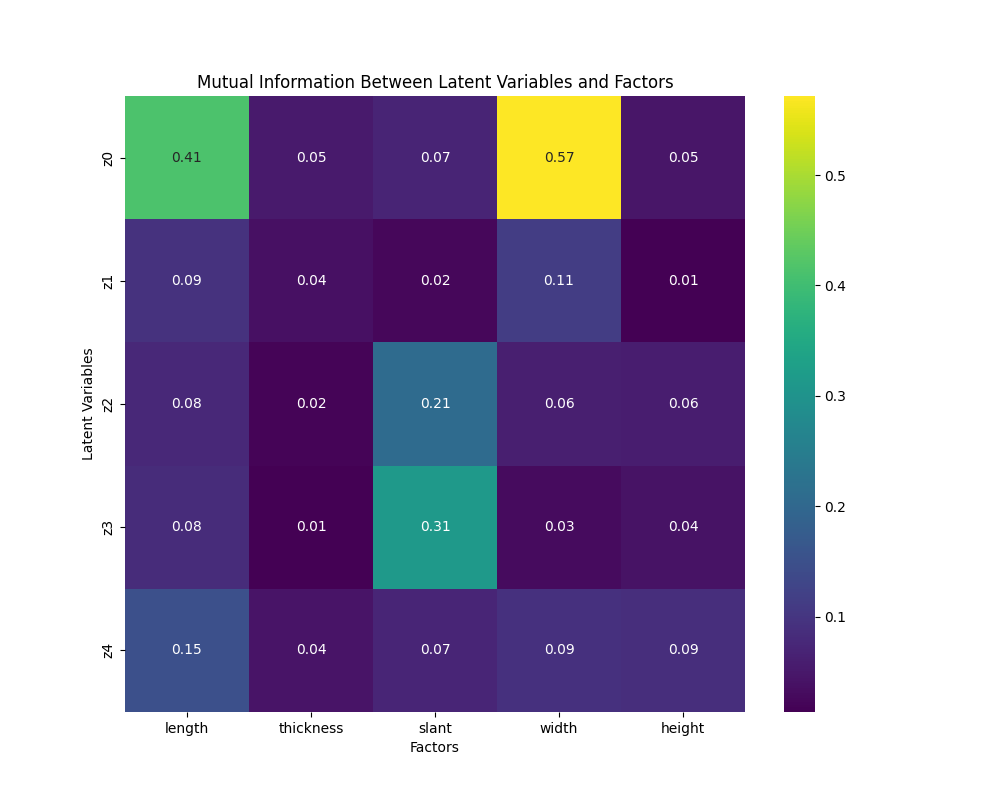 Mutual Information Between Latent Variables and Factors
z0 0.41 0.05 0.07 0.57 0.05
z1 0.09 0.04 0.02 0.11 0.01
z2 0.08 0.02 0.21 0.06 0.06
z3 0.08 0.01 0.31 0.03 0.04
z4 0.15 0.04 0.07 0.09 0.09
Latent Variables
length thickness slant width height
Factors
0.5
0.4
0.3
0.2
0.1